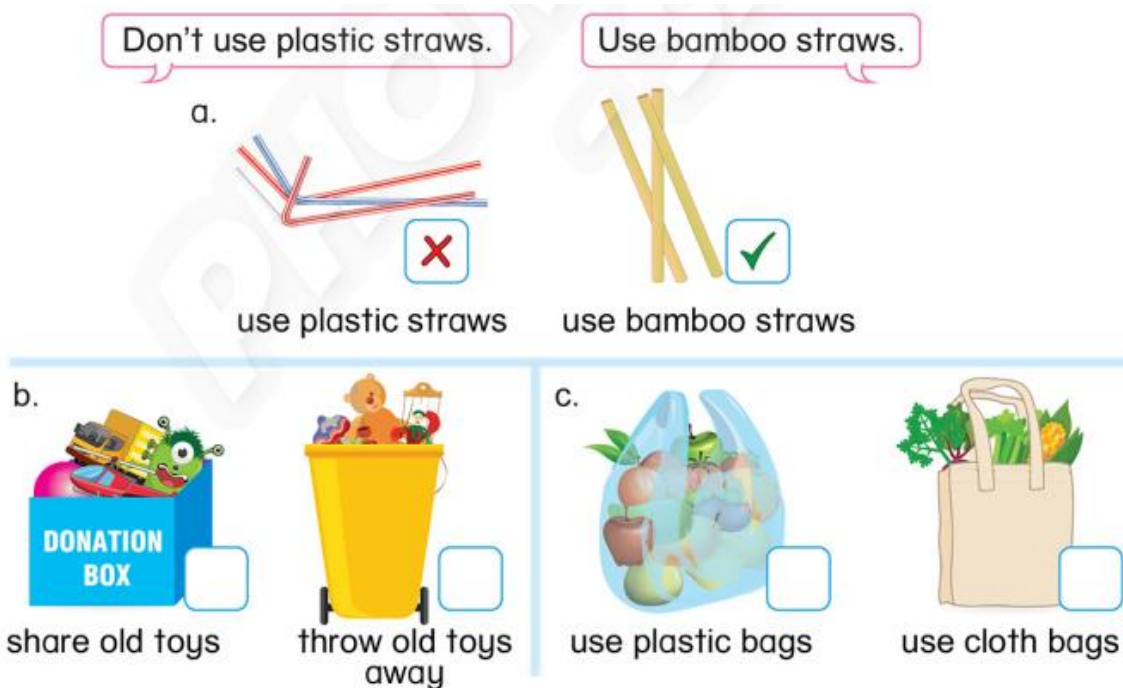 Don't use plastic straws.
Use bamboo straws.
a.
use plastic straws
use bamboo straws
b.
DONATION
BOX
share old toys
throw old toys
away
c.
use plastic bags
use cloth bags